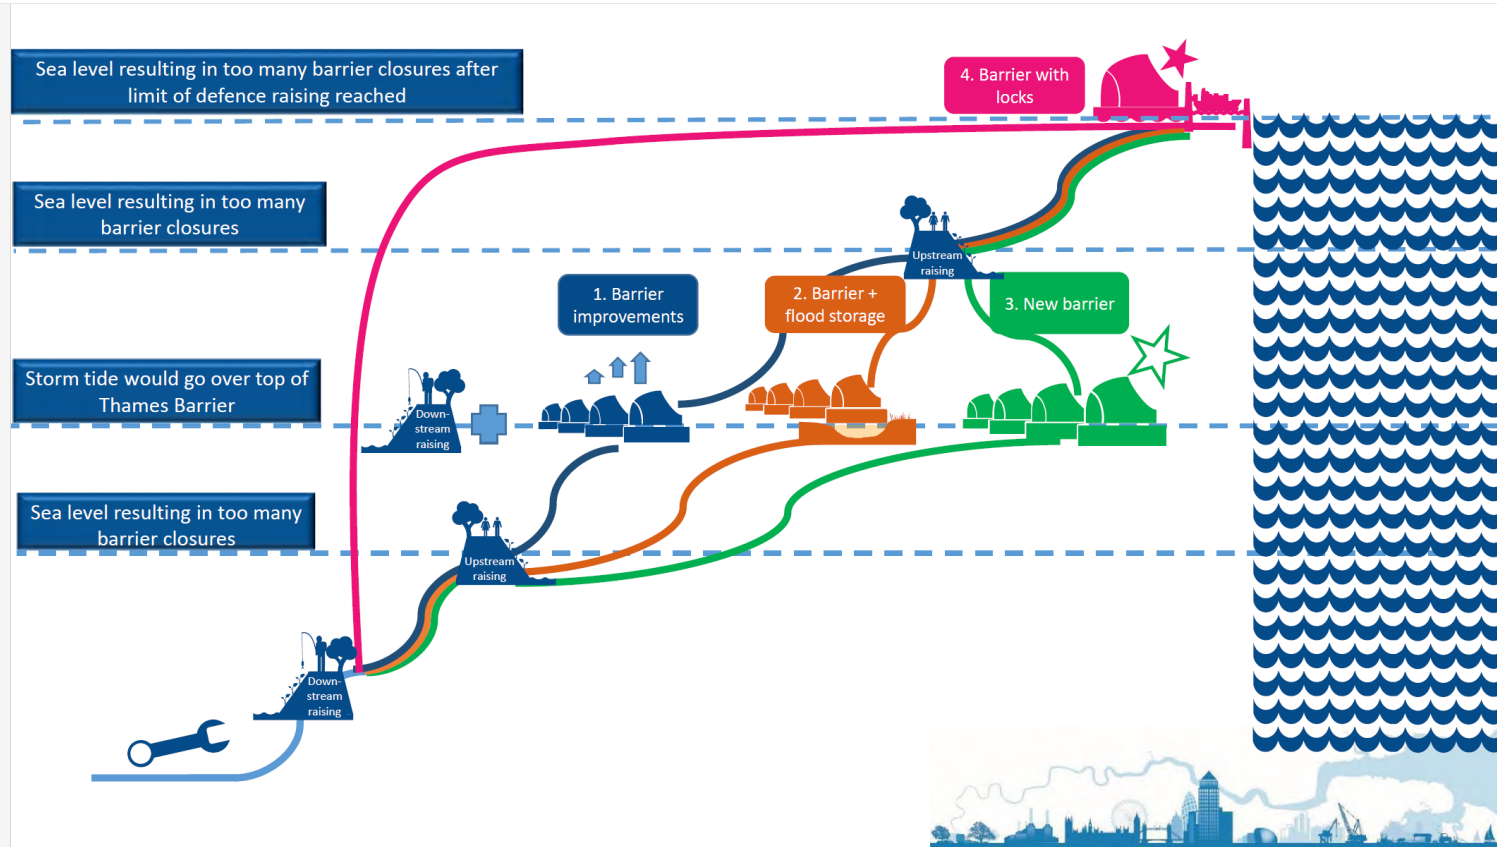 Sea level resulting in too many barrier closures after
limit of defence raising reached
4. Barrier with
locks
Sea level resulting in too many
barrier closures
Upstream
raising
1. Barrier
improvements
2. Barrier +
flood storage
3. New barrier
Storm tide would go over top of
Thames Barrier
Down-
stream
raising
Sea level resulting in too many
barrier closures
Upstream
raising
Down-
stream
raising